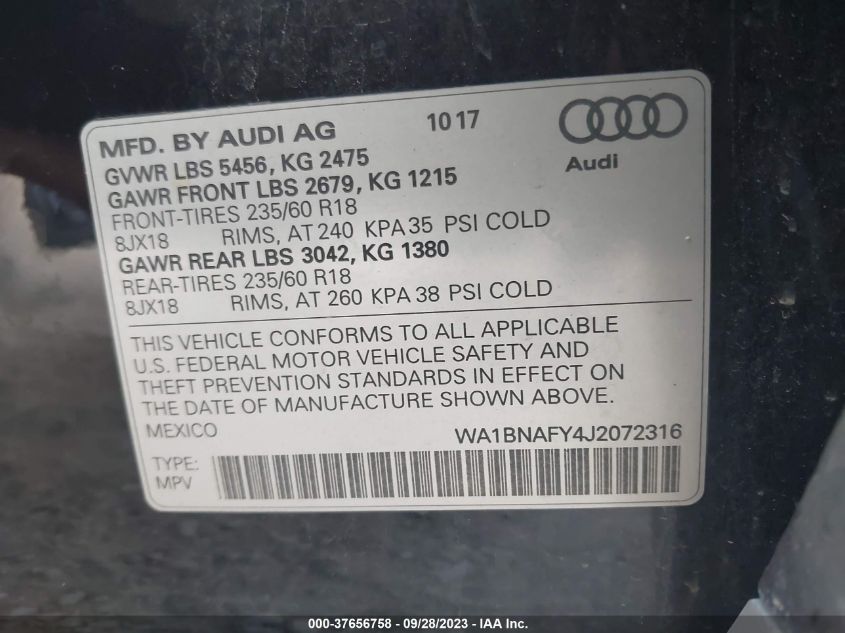 MFD. BY AUDI AG 10 17
Audi
GVWR LBS 5456, KG 2475
GAWR FRONT LBS 2679, KG 1215
FRONT-TIRES 235/60 R18
8JX18 RIMS, AT 240 KPA 35 PSI COLD
GAWR REAR LBS 3042, KG 1380
REAR-TIRES 235/60 R18
8JX18 RIMS, AT 260 KPA 38 PSI COLD
THIS VEHICLE CONFORMS TO ALL APPLICABLE
U.S. FEDERAL MOTOR VEHICLE SAFETY AND
THEFT PREVENTION STANDARDS IN EFFECT ON
THE DATE OF MANUFACTURE SHOWN ABOVE.
MEXICO WA1BNAFY4J2072316
TYPE:
MPV
000-37656758 - 09/28/2023 - IAA Inc.